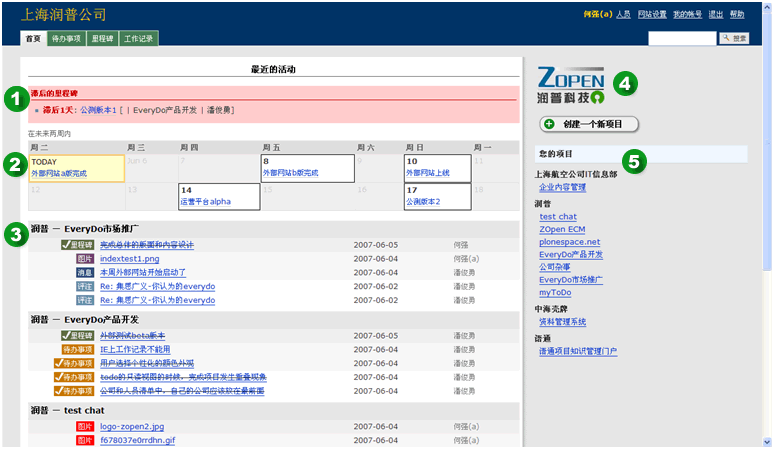 上海润普公司
何强(a) 人员 网站设置 我的帐号 退出 帮助
首页 待办事项 里程碑 工作记录
搜索
最近的活动
1
滞后的里程碑
滞后1天: 公测版本1 [ | EveryDo产品开发 | 潘俊勇]
在未来两周内
周二 周三 周四 周五 周六 周日 周一
2
TODAY Jun 6 7 8 9 10 11
外部网站a版完成 外部网站b版完成 外部网站上线
12 13 14 15 16 17 18
运营平台alpha 公测版本2
3
润普 — EveryDo市场推广
里程碑 完成总体的版面和内容设计 2007-06-05 何强
图片 indextest1.png 2007-06-04 何强(a)
消息 本周外部网站开始启动了 2007-06-04 潘俊勇
评注 Re: 集思广义-你认为的everydo 2007-06-02 潘俊勇
评注 Re: 集思广义-你认为的everydo 2007-06-02 潘俊勇
润普 — EveryDo产品开发
里程碑 外部测试beta版本 2007-06-05 潘俊勇
待办事项 IE上工作记录不能用 2007-06-04 潘俊勇
待办事项 用户选择个性化的颜色外观 2007-06-04 潘俊勇
待办事项 todo的只读视图的时候，完成项目发生重叠现象 2007-06-04 潘俊勇
待办事项 公司和人员清单中，自己的公司应该放在最前面 2007-06-04 潘俊勇
润普 — test chat
图片 logo-zopen2.jpg 2007-06-04 何强(a)
图片 f678037e0rrdhn.gif 2007-06-04 何强(a)
ZOPEN
润普科技
4
创建一个新项目
您的项目
5
上海航空公司IT信息部
企业内容管理
润普
test chat
ZOpen ECM
plonespace.net
EveryDo产品开发
公司杂事
EveryDo市场推广
myToDo
中海壳牌
资料管理系统
语通
语通项目知识管理门户